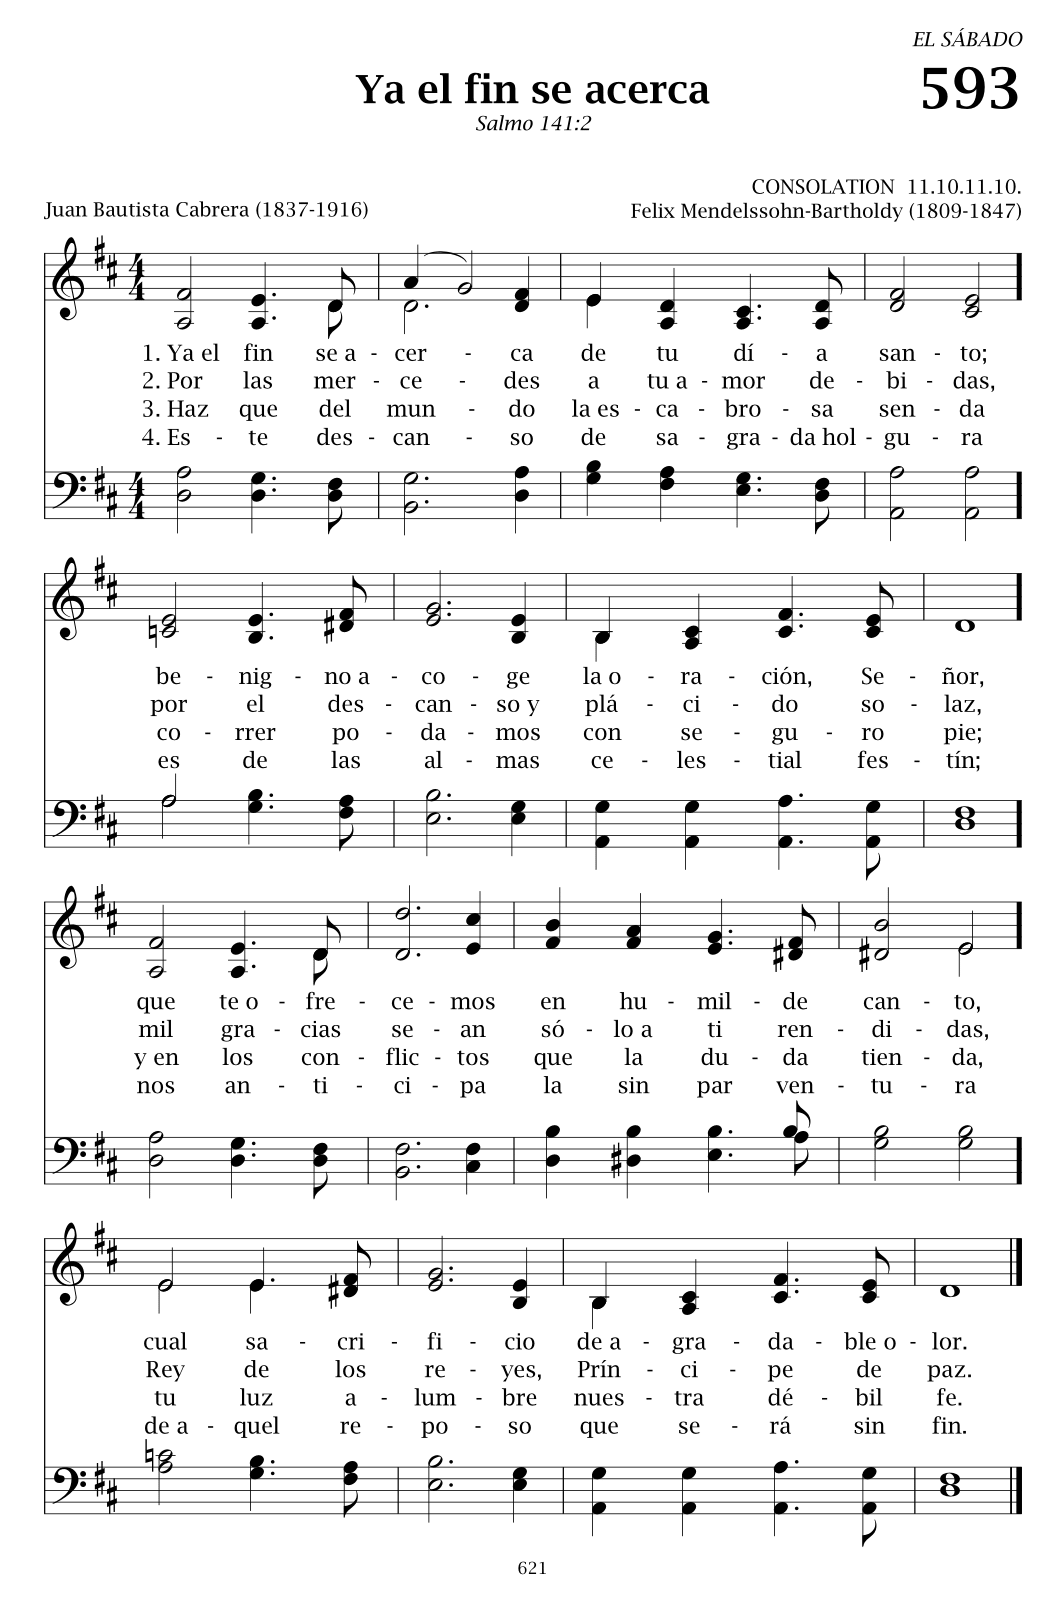 EL SÁBADO
593
Ya el fin se acerca
Salmo 141:2
CONSOLATION 11.10.11.10.
Juan Bautista Cabrera (1837-1916)
Felix Mendelssohn-Bartholdy (1809-1847)
4 4
1. Ya el fin se a - cer - ca de tu dí - a san - to;
2. Por las mer - ce - des a tu a - mor de - bi - das,
3. Haz que del mun - do la es - ca - bro - sa sen - da
4. Es - te des - can - so de sa - gra - da hol - gu - ra
4 4
be - nig - no a - co - ge la o - ra - ción, Se - ñor,
por el des - can - so y plá - ci - do so - laz,
co - rrer po - da - mos con se - gu - ro pie;
es de las al - mas ce - les - tial fes - tín;
que te o - fre - ce - mos en hu - mil - de can - to,
mil gra - cias se - an só - lo a ti ren - di - das,
y en los con - flic - tos que la du - da tien - da,
nos an - ti - ci - pa la sin par ven - tu - ra
cual sa - cri - fi - cio de a - gra - da - ble o - lor.
Rey de los re - yes, Prín - ci - pe de paz.
tu luz a - lum - bre nues - tra dé - bil fe.
de a - quel re - po - so que se - rá sin fin.
621